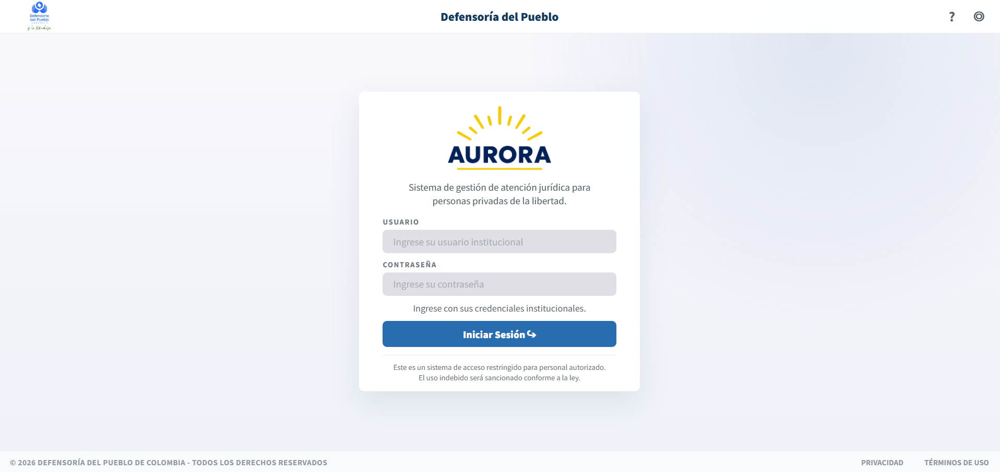 Defensoría
del Pueblo
COLOMBIA
y la Naturaleza
Defensoría del Pueblo
?
AURORA
Sistema de gestión de atención jurídica para
personas privadas de la libertad.
USUARIO
Ingrese su usuario institucional
CONTRASEÑA
Ingrese su contraseña
Ingrese con sus credenciales institucionales.
Iniciar Sesión
Este es un sistema de acceso restringido para personal autorizado.
El uso indebido será sancionado conforme a la ley.
© 2026 DEFENSORÍA DEL PUEBLO DE COLOMBIA - TODOS LOS DERECHOS RESERVADOS
PRIVACIDAD
TÉRMINOS DE USO